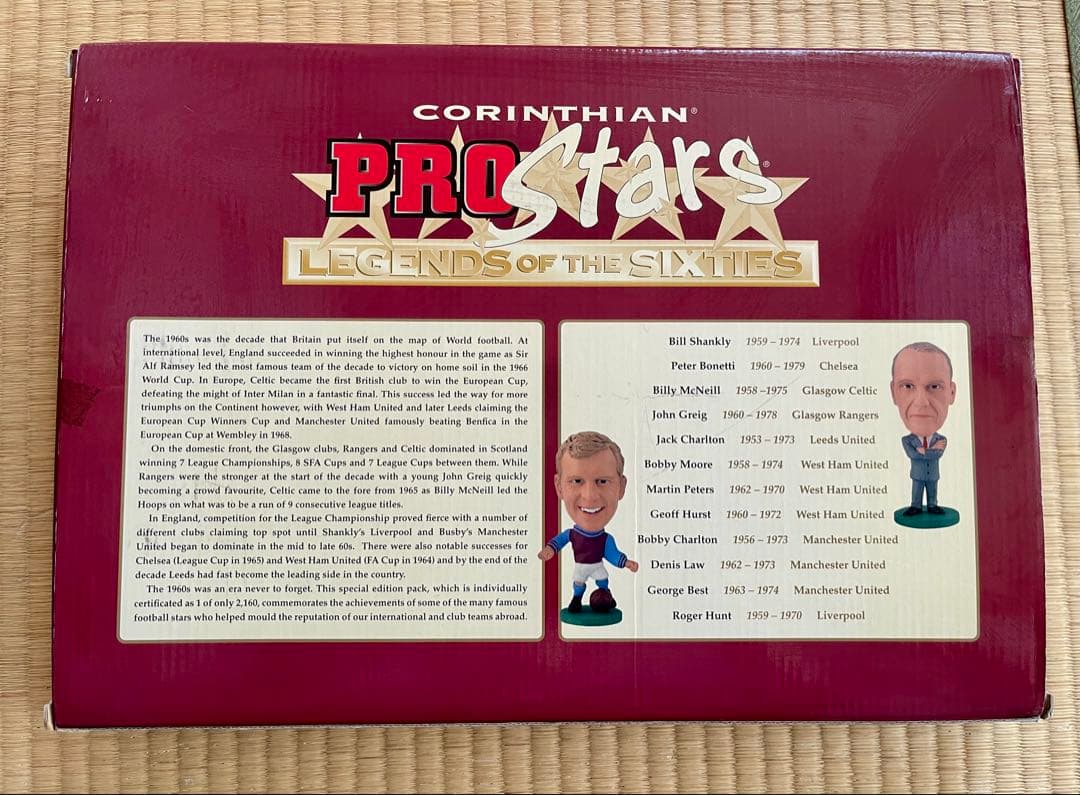 CORINTHIAN®
PRO Stars®
LEGENDS OF THE SIXTIES
The 1960s was the decade that Britain put itself on the map of World football. At
international level, England succeeded in winning the highest honour in the game as Sir
Alf Ramsey led the most famous team of the decade to victory on home soil in the 1966
World Cup. In Europe, Celtic became the first British club to win the European Cup,
defeating the might of Inter Milan in a fantastic final. This success led the way for more
triumphs on the Continent however, with West Ham United and later Leeds claiming the
European Cup Winners Cup and Manchester United famously beating Benfica in the
European Cup at Wembley in 1968.
On the domestic front, the Glasgow clubs, Rangers and Celtic dominated in Scotland
winning 7 League Championships, 8 SFA Cups and 7 League Cups between them. While
Rangers were the stronger at the start of the decade with a young John Greig quickly
becoming a crowd favourite, Celtic came to the fore from 1965 as Billy McNeill led the
Hoops on what was to be a run of 9 consecutive league titles.
In England, competition for the League Championship proved fierce with a number of
different clubs claiming top spot until Shankly's Liverpool and Busby's Manchester
United began to dominate in the mid to late 60s. There were also notable successes for
Chelsea (League Cup in 1965) and West Ham United (FA Cup in 1964) and by the end of the
decade Leeds had fast become the leading side in the country.
The 1960s was an era never to forget. This special edition pack, which is individually
certificated as 1 of only 2,160, commemorates the achievements of some of the many famous
football stars who helped mould the reputation of our international and club teams abroad.
Bill Shankly 1959 – 1974 Liverpool
Peter Bonetti 1960 – 1979 Chelsea
Billy McNeill 1958 –1975 Glasgow Celtic
John Greig 1960 – 1978 Glasgow Rangers
Jack Charlton 1953 – 1973 Leeds United
Bobby Moore 1958 – 1974 West Ham United
Martin Peters 1962 – 1970 West Ham United
Geoff Hurst 1960 – 1972 West Ham United
Bobby Charlton 1956 – 1973 Manchester United
Denis Law 1962 – 1973 Manchester United
George Best 1963 – 1974 Manchester United
Roger Hunt 1959 – 1970 Liverpool